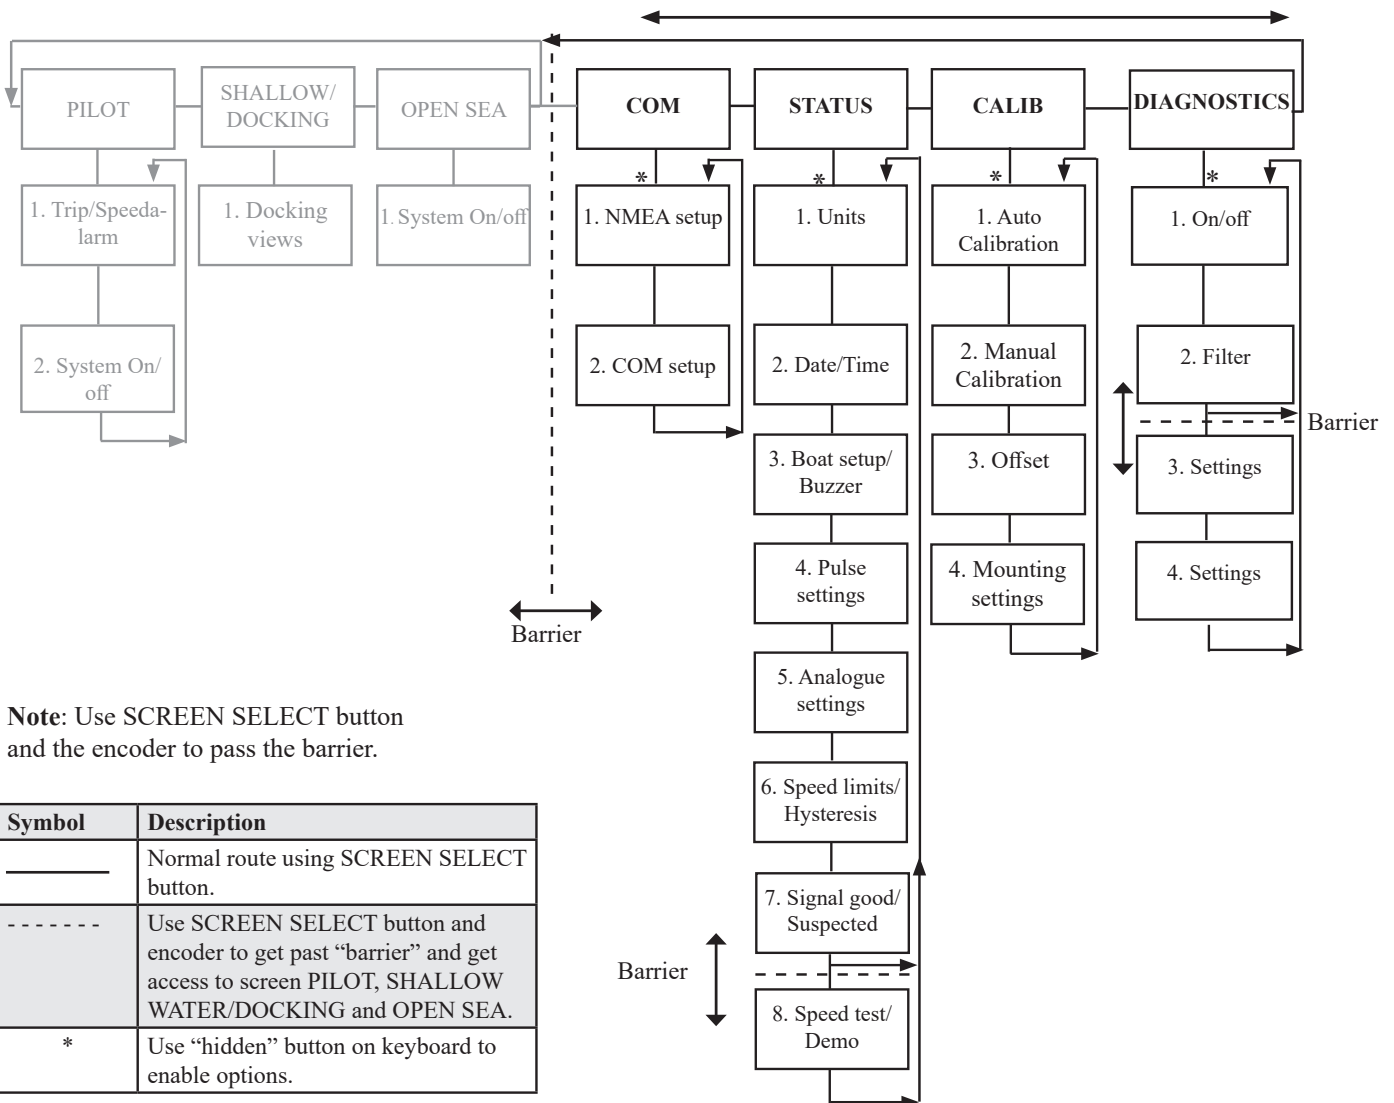 PILOT
SHALLOW/
DOCKING
OPEN SEA
COM
STATUS
CALIB
DIAGNOSTICS
*
*
*
*
1. Trip/Speeda-
larm
1. Docking
views
1. System On/off
1. NMEA setup
1. Units
1. Auto
Calibration
1. On/off
2. System On/
off
2. COM setup
2. Date/Time
2. Manual
Calibration
2. Filter
Barrier
3. Boat setup/
Buzzer
3. Offset
3. Settings
4. Pulse
settings
4. Mounting
settings
4. Settings
Barrier
5. Analogue
settings
6. Speed limits/
Hysteresis
7. Signal good/
Suspected
Barrier
8. Speed test/
Demo
Note: Use SCREEN SELECT button
and the encoder to pass the barrier.
Symbol Description
Normal route using SCREEN SELECT
button.
- - - - - - - Use SCREEN SELECT button and
encoder to get past “barrier” and get
access to screen PILOT, SHALLOW
WATER/DOCKING and OPEN SEA.
* Use “hidden” button on keyboard to
enable options.